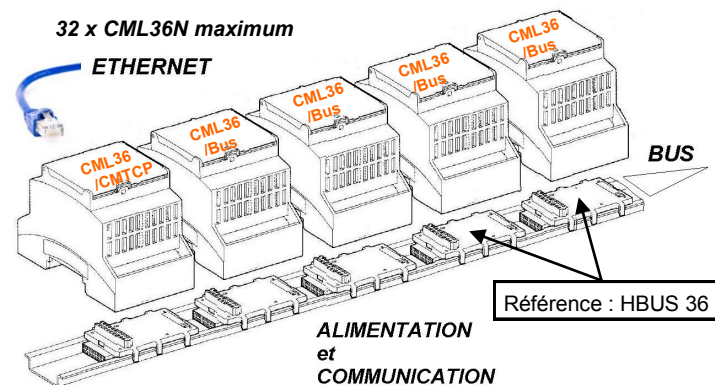 32 x CML36N maximum
ETHERNET
CML36
/Bus
CML36
/Bus
CML36
/Bus
CML36
/Bus
CML36
/CMTCP
BUS
Référence : HBUS 36
ALIMENTATION
et
COMMUNICATION